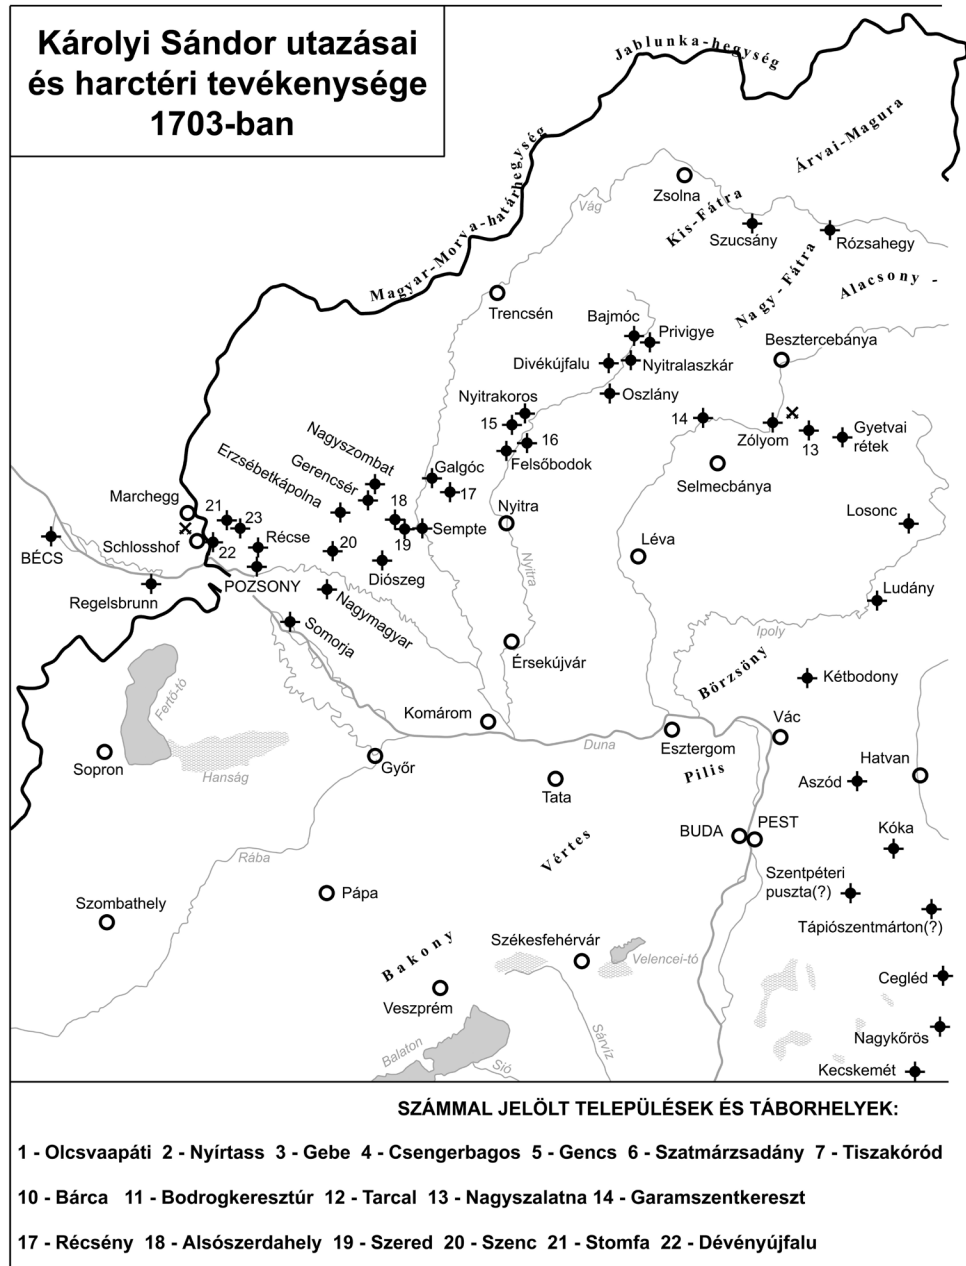 Károlyi Sándor utazásai
és harctéri tevékenysége
1703-ban
Jablunka-hegység
Magyar-Morva-határhegység
Árvai-Magura
Zsolna
Vág
Kis-Fátra
Szucsány
Rózsahegy
Nagy-Fátra
Alacsony -
Trencsén
Bajmóc
Privigye
Besztercebánya
Divékújfalu
Nyitralaszkár
Nyitrakoros
Oszlány
15
14
Zólyom
13
Gyetvai
rétek
16
Felsőbodok
Nagyszombat
Gerencsér
Erzsébetkápolna
Galgóc
17
Selmecbánya
Marchegg
21
23
18
Nyitra
Losonc
BÉCS
Schlosshof
22
Récse
20
19
Sempte
Léva
Diószeg
Nyitra
Regelsbrunn
POZSONY
Nagymagyar
Ludány
Somorja
Ipoly
Érsekújvár
Börzsöny
Kétbodony
Fertő-tó
Komárom
Vác
Duna
Esztergom
Sopron
Hanság
Győr
Pilis
Hatvan
Aszód
Tata
BUDA
PEST
Kóka
Vértes
Rába
Szentpéteri
puszta(?)
Pápa
Szombathely
Tápiószentmárton(?)
Székesfehérvár
Bakony
Velencei-tó
Cegléd
Veszprém
Nagykőrös
Balaton
Sió
Sárvíz
Kecskemét
SZÁMMAL JELÖLT TELEPÜLÉSEK ÉS TÁBORHELYEK:
1 - Olcsvaapáti 2 - Nyírtass 3 - Gebe 4 - Csengerbagos 5 - Gencs 6 - Szatmárzsadány 7 - Tiszakóród
10 - Bárca 11 - Bodrogkeresztúr 12 - Tarcal 13 - Nagyszalatna 14 - Garamszentkereszt
17 - Récsény 18 - Alsószerdahely 19 - Szered 20 - Szenc 21 - Stomfa 22 - Dévényújfalu